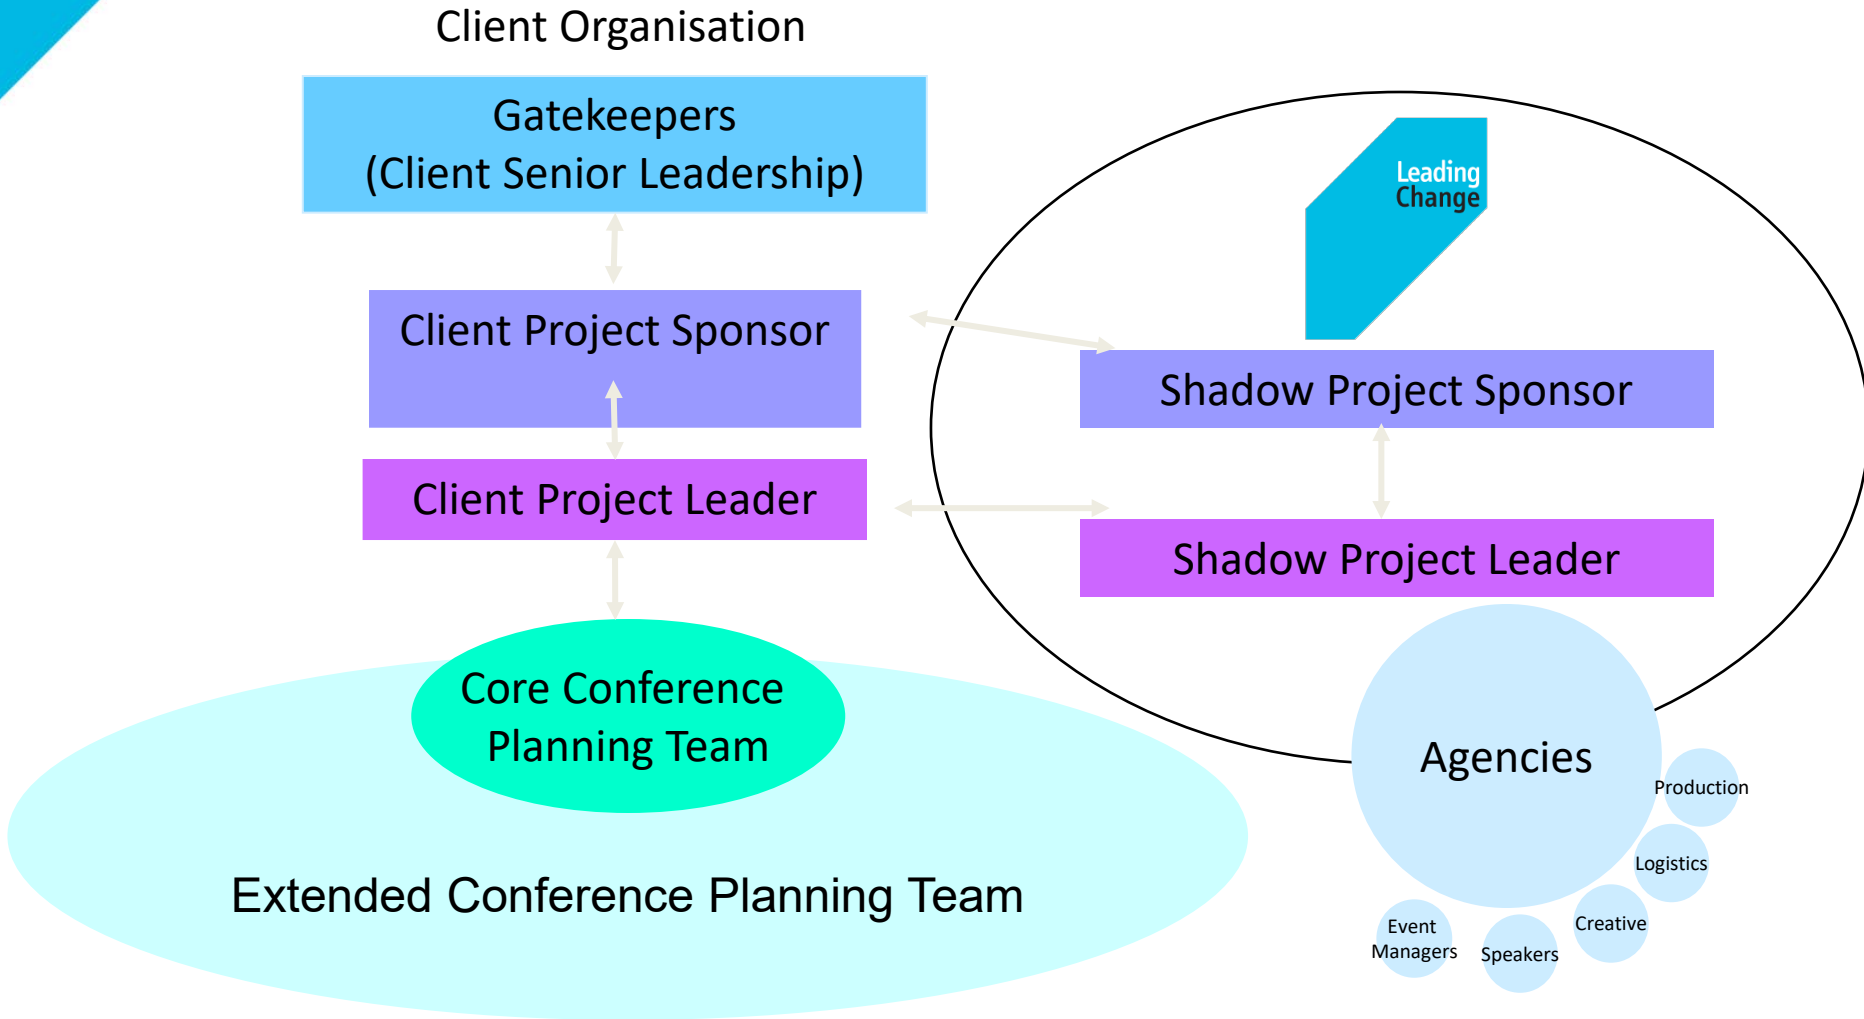 Client Organisation
Gatekeepers
(Client Senior Leadership)
Leading
Change
Client Project Sponsor
Shadow Project Sponsor
Client Project Leader
Shadow Project Leader
Core Conference
Planning Team
Extended Conference Planning Team
Agencies
Production
Logistics
Creative
Speakers
Event
Managers